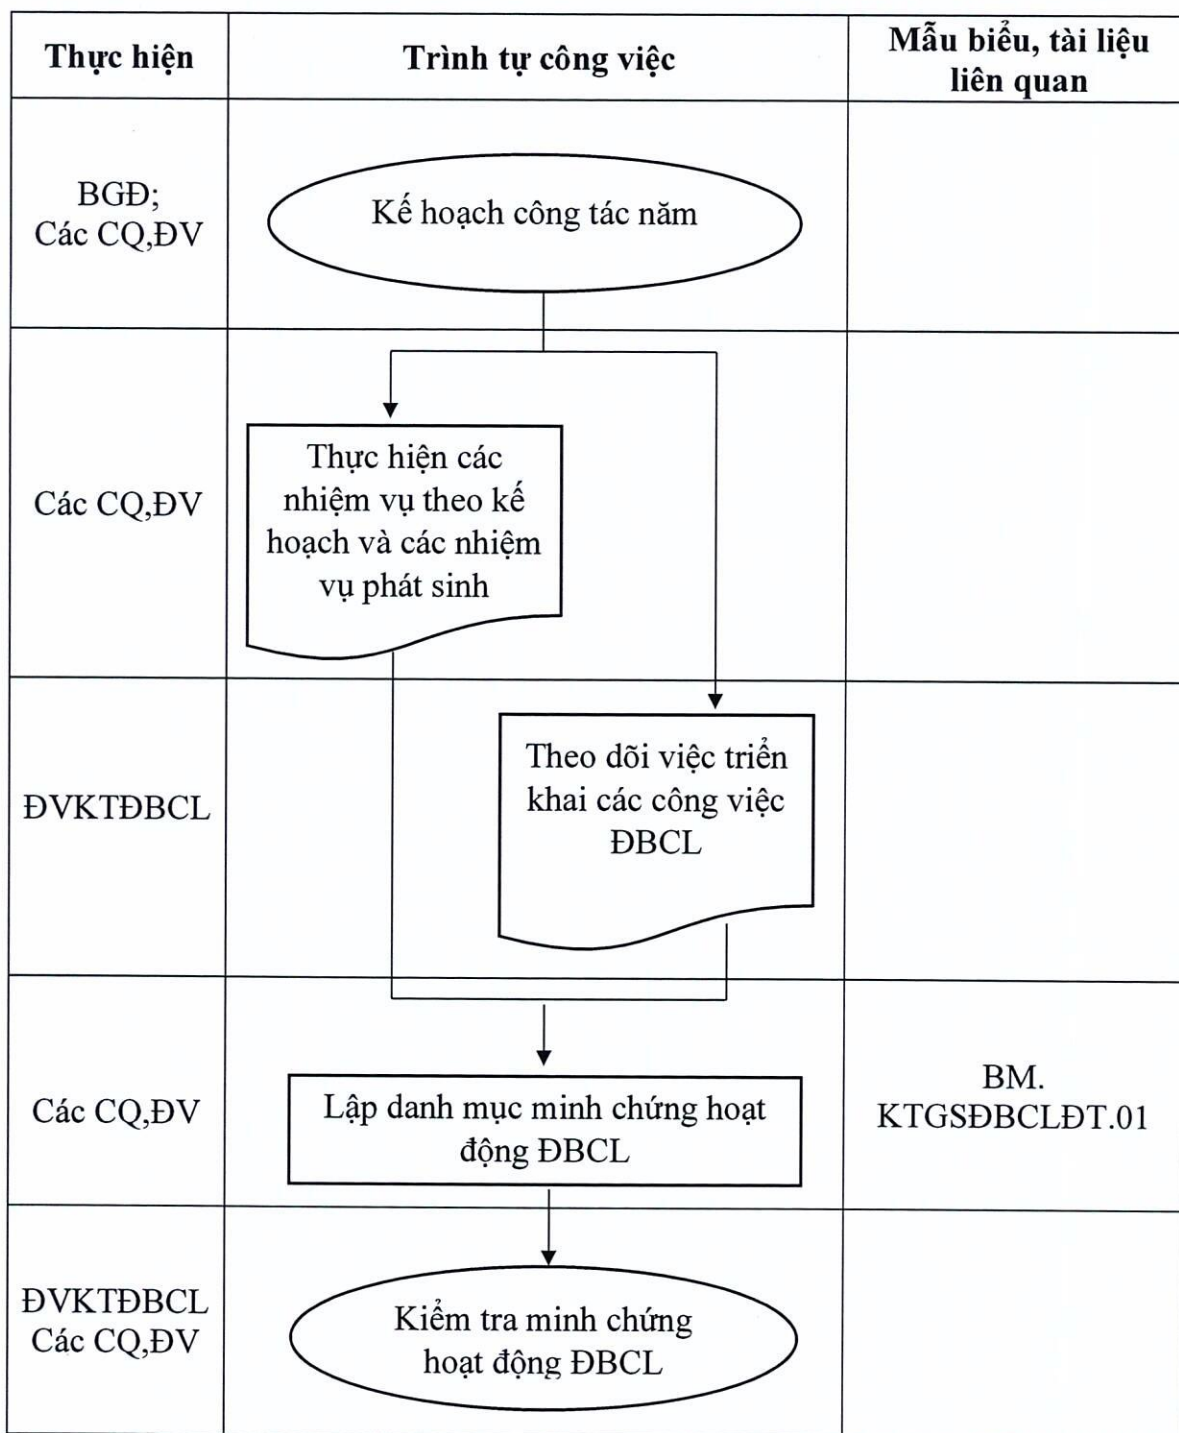 Thực hiện
Trình tự công việc
Mẫu biểu, tài liệu
liên quan
BGĐ;
Các CQ,ĐV
Kế hoạch công tác năm
Các CQ,ĐV
Thực hiện các
nhiệm vụ theo kế
hoạch và các nhiệm
vụ phát sinh
ĐVKTĐBCL
Theo dõi việc triển
khai các công việc
ĐBCL
Các CQ,ĐV
Lập danh mục minh chứng hoạt
động ĐBCL
BM.
KTGSĐBCLĐT.01
ĐVKTĐBCL
Các CQ,ĐV
Kiểm tra minh chứng
hoạt động ĐBCL